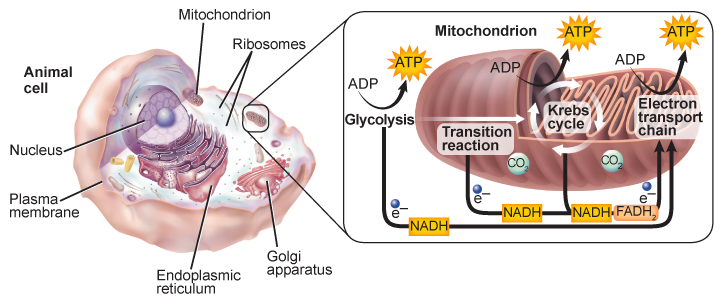 Mitochondrion
Ribosomes
Animal
cell
Nucleus
Plasma
membrane
Endoplasmic
reticulum
Golgi
apparatus
Mitochondrion
ATP
ATP
ATP
ADP
ADP
ADP
Glycolysis
Transition
reaction
Krebs
cycle
Electron
transport
chain
CO2
CO2
e−
e−
e−
NADH
NADH
NADH
FADH2